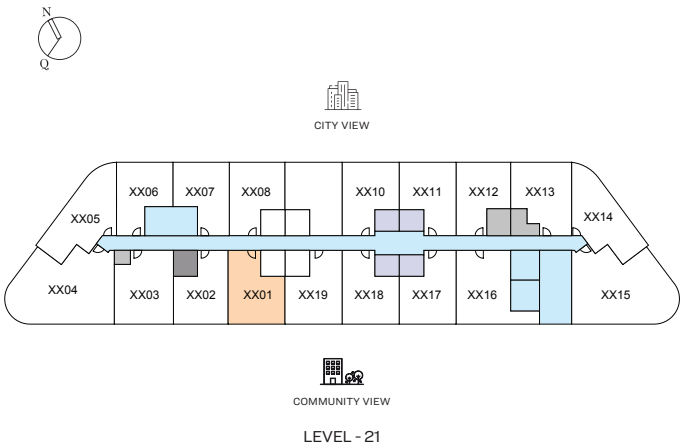 N
Q
CITY VIEW
XX06 XX07 XX08 XX10 XX11 XX12 XX13
XX05 XX14
XX04 XX03 XX02 XX01 XX19 XX18 XX17 XX16 XX15
COMMUNITY VIEW
LEVEL - 21